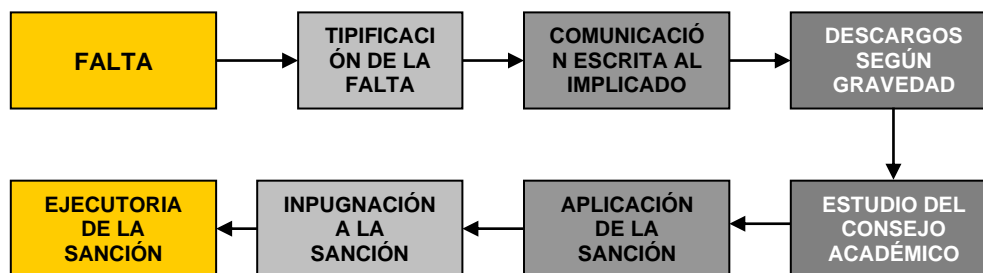 FALTA
TIPIFICACI
ÓN DE LA
FALTA
COMUNICACIÓ
N ESCRITA AL
IMPLICADO
DESCARGOS
SEGÚN
GRAVEDAD
EJECUTORIA
DE LA
SANCIÓN
INPUGNACIÓN
A LA
SANCIÓN
APLICACIÓN
DE LA
SANCIÓN
ESTUDIO DEL
CONSEJO
ACADÉMICO